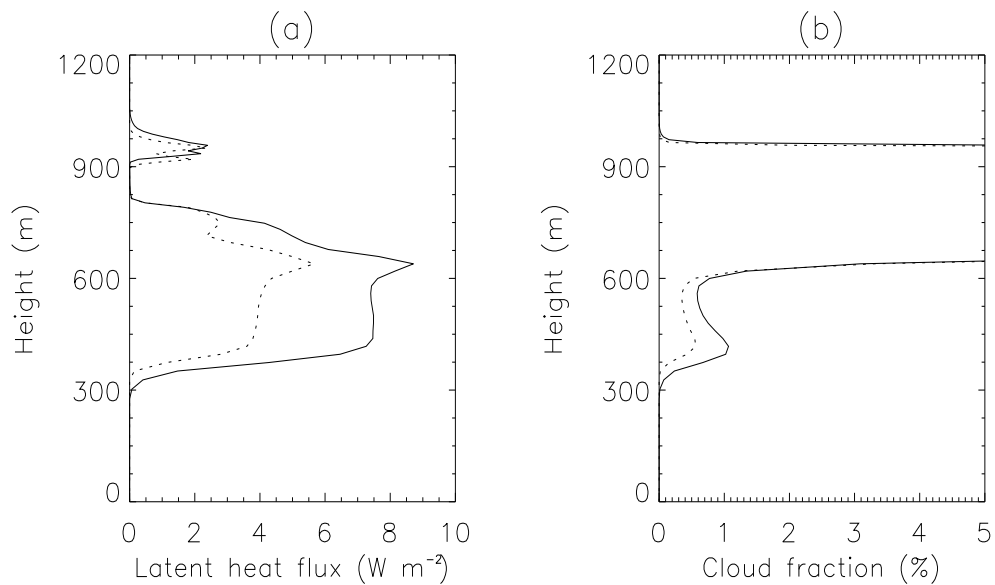 (a)
1200
900
600
300
0
Height (m)
0 2 4 6 8 10
Latent heat flux (W m⁻²)
(b)
1200
900
600
300
0
Height (m)
0 1 2 3 4 5
Cloud fraction (%)